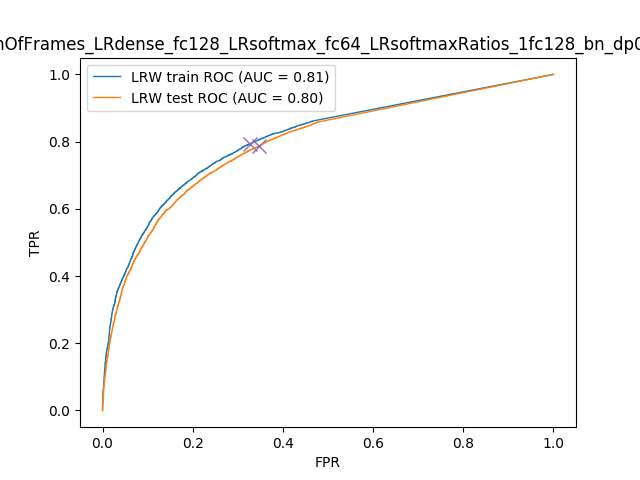 nOfFrames_LRdense_fc128_LRsoftmax_fc64_LRsoftmaxRatios_1fc128_bn_dp0
LRW train ROC (AUC = 0.81)
LRW test ROC (AUC = 0.80)
1.0
0.8
0.6
0.4
0.2
0.0
TPR
0.0 0.2 0.4 0.6 0.8 1.0
FPR